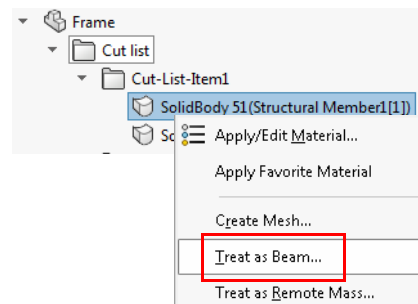 Frame
Cut list
Cut-List-Item1
SolidBody 51(Structural Member1[1])
Sc
Apply/Edit Material...
Apply Favorite Material
Create Mesh...
Treat as Beam...
Treat as Remote Mass...